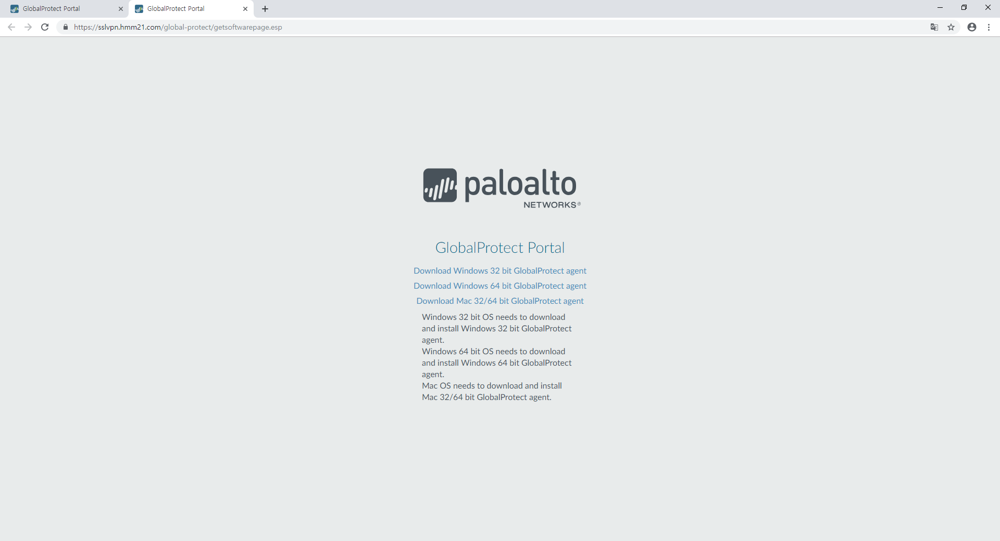 GlobalProtect Portal
GlobalProtect Portal
https://sslvpn.hmm21.com/global-protect/getsoftwarepage.esp
paloalto
NETWORKS®
GlobalProtect Portal
Download Windows 32 bit GlobalProtect agent
Download Windows 64 bit GlobalProtect agent
Download Mac 32/64 bit GlobalProtect agent
Windows 32 bit OS needs to download
and install Windows 32 bit GlobalProtect
agent.
Windows 64 bit OS needs to download
and install Windows 64 bit GlobalProtect
agent.
Mac OS needs to download and install
Mac 32/64 bit GlobalProtect agent.